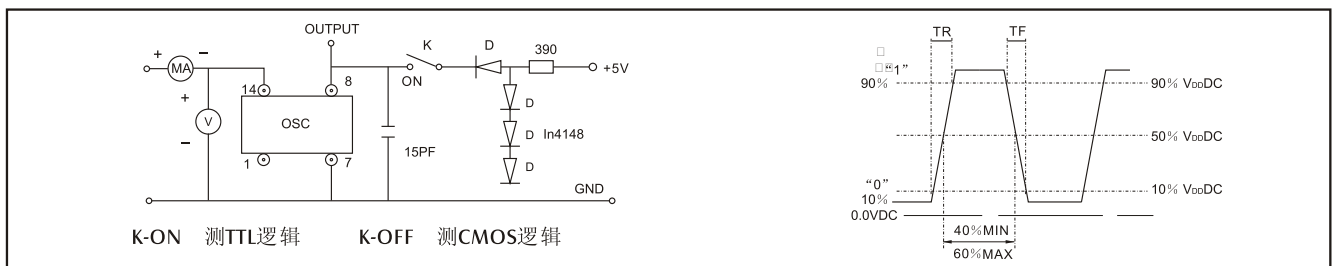 OUTPUT
K
D
390
+5V
+
−
MA
ON
14
8
+
V
−
OSC
D
D
In4148
D
15PF
1
7
GND
K-ON 测TTL逻辑
K-OFF 测CMOS逻辑
TR
TF
“1”
90%
90% VDDDC
50% VDDDC
“0”
10%
10% VDDDC
0.0VDC
40%MIN
60%MAX